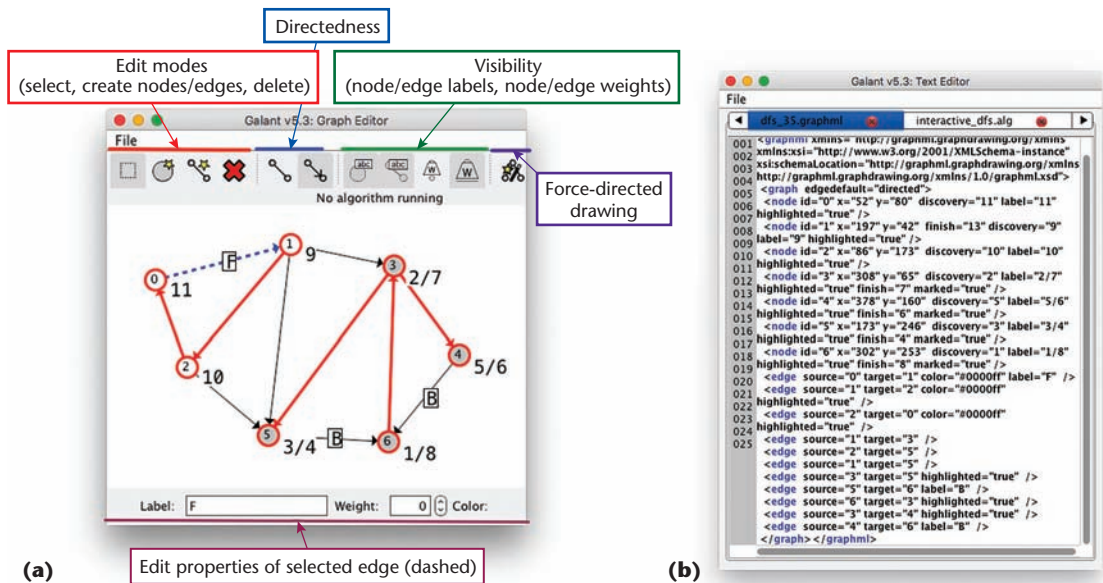 Directedness
Edit modes
(select, create nodes/edges, delete)
Visibility
(node/edge labels, node/edge weights)
Galant v5.3: Graph Editor
File
abc
abc
W
W
No algorithm running
Force-directed
drawing
1
9
F
0
11
3
2/7
2
10
4
5/6
B
5
3/4
B
6
1/8
Label:
F
Weight:
0
Color:
(a)
Edit properties of selected edge (dashed)
Galant v5.3: Text Editor
File
dfs_35.graphml
interactive_dfs.alg
001
002
003
004
005
006
007
008
009
010
011
012
013
014
015
016
017
018
019
020
021
022
023
024
025
<graphml xmlns="http://graphml.graphdrawing.org/xmlns"
xmlns:xsi="http://www.w3.org/2001/XMLSchema-instance"
xsi:schemaLocation="http://graphml.graphdrawing.org/xmlns
http://graphml.graphdrawing.org/xmlns/1.0/graphml.xsd">
<graph edgedefault="directed">
<node id="0" x="52" y="80" discovery="11" label="11"
highlighted="true" />
<node id="1" x="197" y="42" finish="13" discovery="9"
label="9" highlighted="true" />
<node id="2" x="86" y="173" discovery="10" label="10"
highlighted="true" />
<node id="3" x="308" y="65" discovery="2" label="2/7"
highlighted="true" finish="7" marked="true" />
<node id="4" x="378" y="160" discovery="5" label="5/6"
highlighted="true" finish="6" marked="true" />
<node id="5" x="173" y="246" discovery="3" label="3/4"
highlighted="true" finish="4" marked="true" />
<node id="6" x="302" y="253" discovery="1" label="1/8"
highlighted="true" finish="8" marked="true" />
<edge source="0" target="1" color="#0000ff" label="F" />
<edge source="1" target="2" color="#0000ff"
highlighted="true" />
<edge source="2" target="0" color="#0000ff"
highlighted="true" />
<edge source="1" target="3" />
<edge source="2" target="5" />
<edge source="1" target="5" />
<edge source="3" target="5" highlighted="true" />
<edge source="5" target="6" label="B" />
<edge source="6" target="3" highlighted="true" />
<edge source="3" target="4" highlighted="true" />
<edge source="4" target="6" label="B" />
</graph></graphml>
(b)